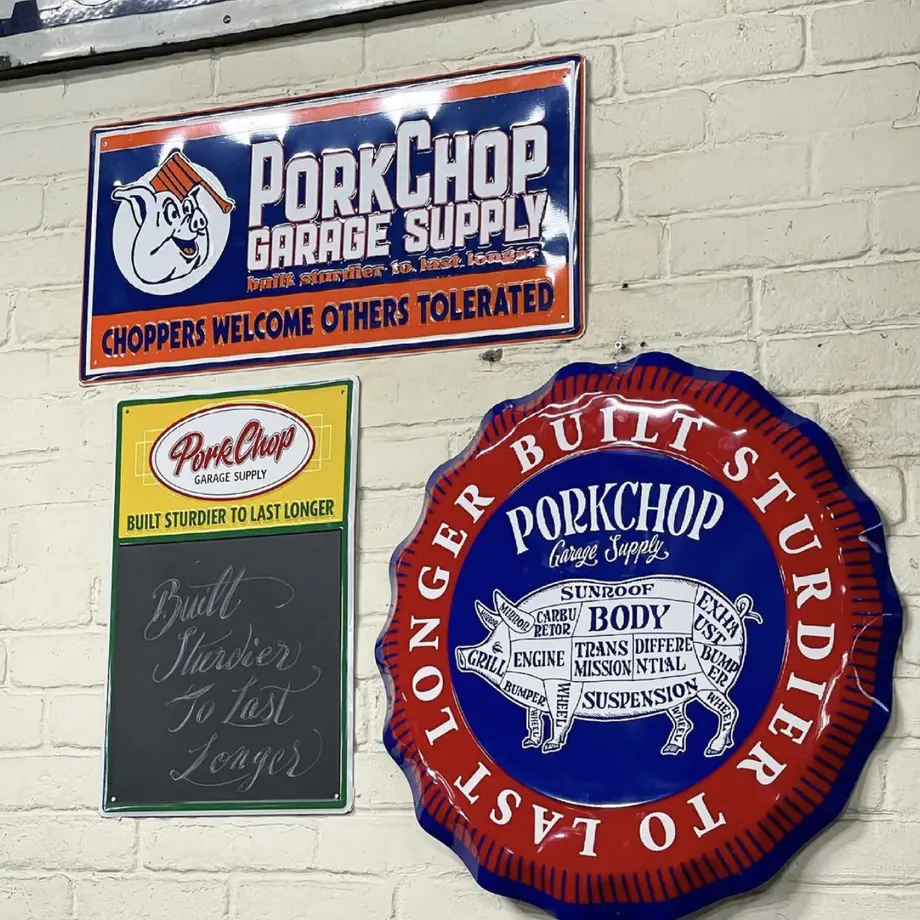 PORKCHOP
GARAGE SUPPLY
built sturdier to last longer
CHOPPERS WELCOME OTHERS TOLERATED
PorkChop
GARAGE SUPPLY
BUILT STURDIER TO LAST LONGER
Built
Sturdier
To Last
Longer
BUILT STURDIER TO LAST LONGER
PORKCHOP
Garage Supply
SUNROOF
MIRROR
MIRROR
CARBU
RETOR
BODY
EXHA
UST
GRILL
ENGINE
TRANS
MISSION
DIFFERE
NTIAL
BUMP
ER
BUMPER
WHEEL
SUSPENSION
WHEEL
WHEEL
WHEEL